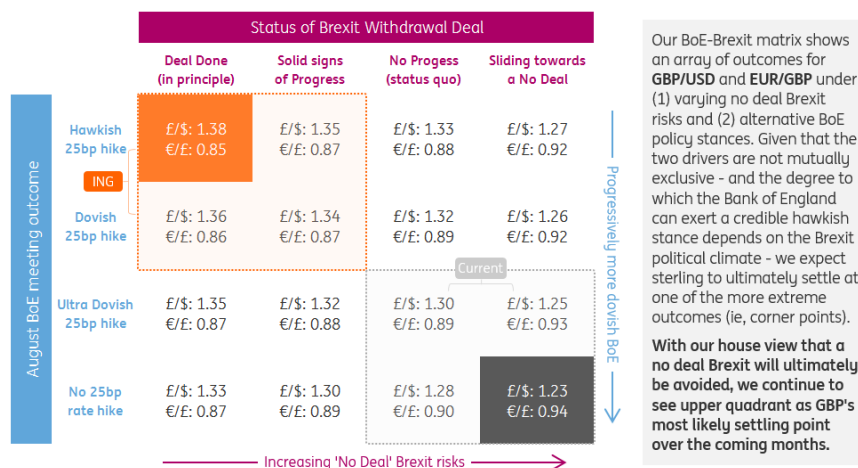 Status of Brexit Withdrawal Deal
Deal Done
(in principle)
Solid signs
of Progress
No Progess
(status quo)
Sliding towards
a No Deal
August BoE meeting outcome
Hawkish
25bp hike
£/$: 1.38
€/£: 0.85
£/$: 1.35
€/£: 0.87
£/$: 1.33
€/£: 0.88
£/$: 1.27
€/£: 0.92
ING
Dovish
25bp hike
£/$: 1.36
€/£: 0.86
£/$: 1.34
€/£: 0.87
£/$: 1.32
€/£: 0.89
£/$: 1.26
€/£: 0.92
Current
Ultra Dovish
25bp hike
£/$: 1.35
€/£: 0.87
£/$: 1.32
€/£: 0.88
£/$: 1.30
€/£: 0.89
£/$: 1.25
€/£: 0.93
No 25bp
rate hike
£/$: 1.33
€/£: 0.87
£/$: 1.30
€/£: 0.89
£/$: 1.28
€/£: 0.90
£/$: 1.23
€/£: 0.94
Progressively more dovish BoE
Increasing 'No Deal' Brexit risks
Our BoE-Brexit matrix shows
an array of outcomes for
GBP/USD and EUR/GBP under
(1) varying no deal Brexit
risks and (2) alternative BoE
policy stances. Given that the
two drivers are not mutually
exclusive - and the degree to
which the Bank of England
can exert a credible hawkish
stance depends on the Brexit
political climate - we expect
sterling to ultimately settle at
one of the more extreme
outcomes (ie, corner points).
With our house view that a
no deal Brexit will ultimately
be avoided, we continue to
see upper quadrant as GBP's
most likely settling point
over the coming months.